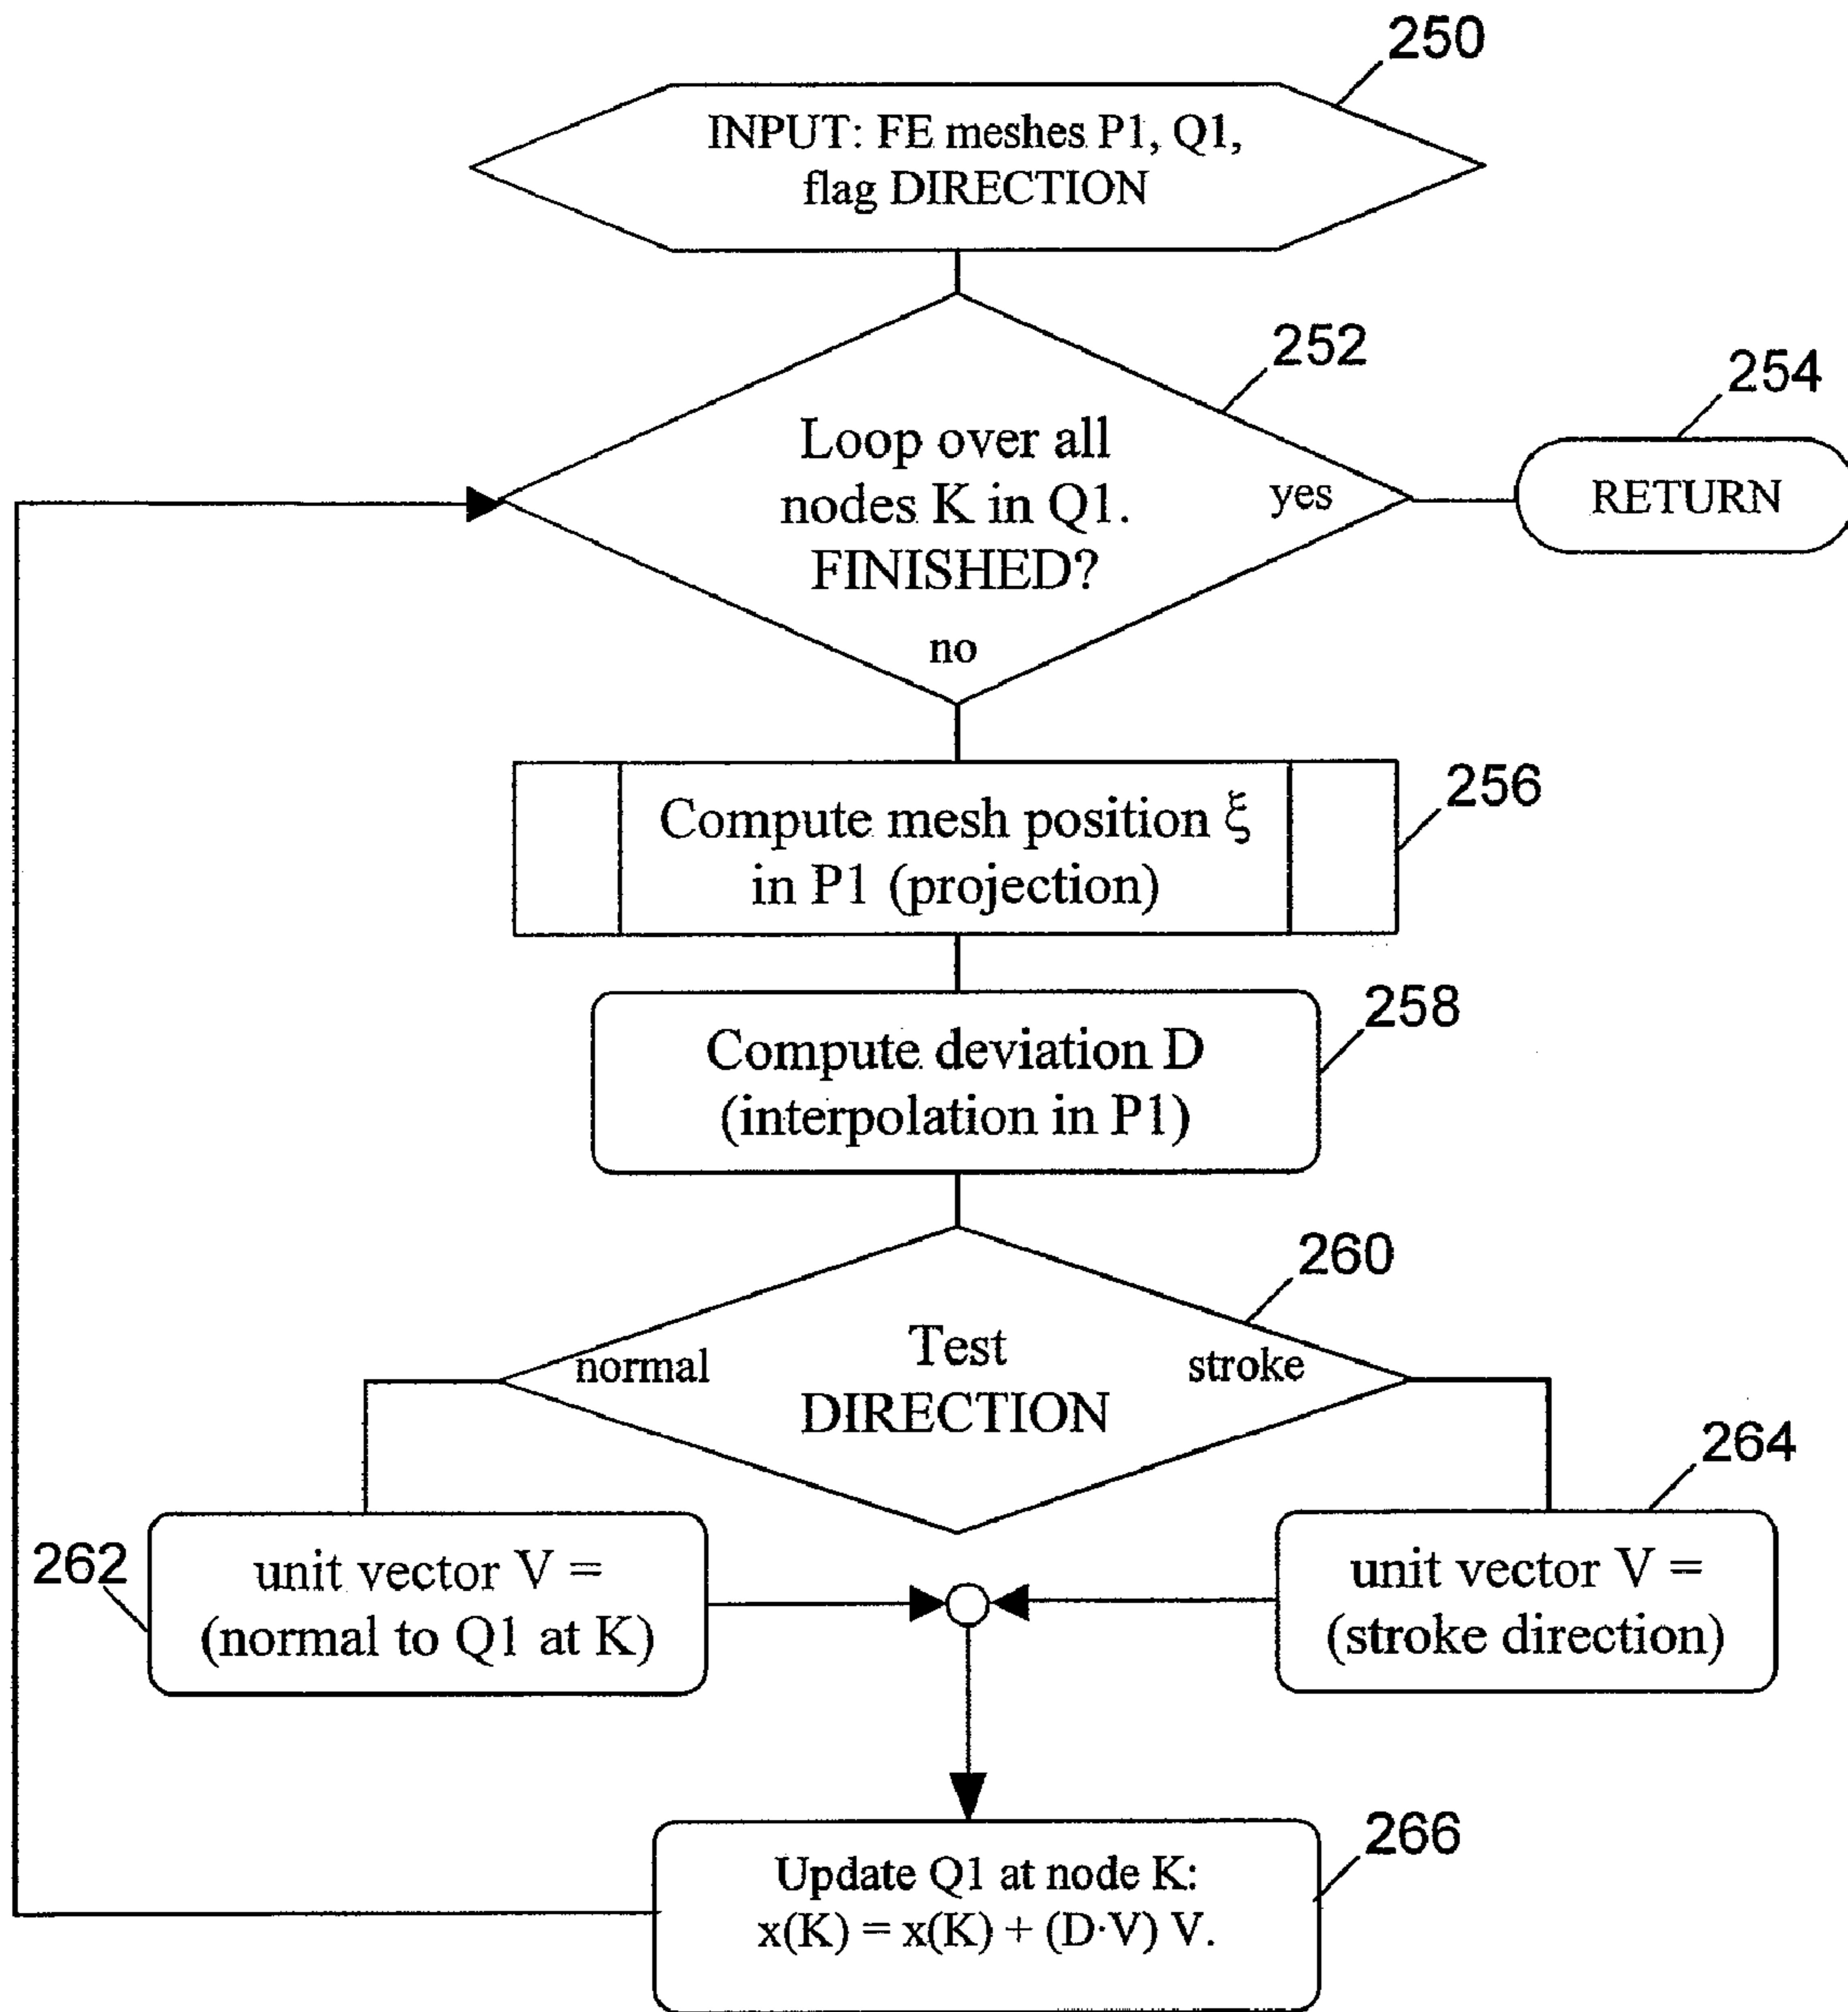 250
INPUT: FE meshes P1, Q1,
flag DIRECTION
252
254
Loop over all
nodes K in Q1.
FINISHED?
yes
RETURN
no
256
Compute mesh position ξ
in P1 (projection)
258
Compute deviation D
(interpolation in P1)
260
normal
Test
DIRECTION
stroke
264
262
unit vector V =
(normal to Q1 at K)
unit vector V =
(stroke direction)
266
Update Q1 at node K:
x(K) = x(K) + (D·V) V.